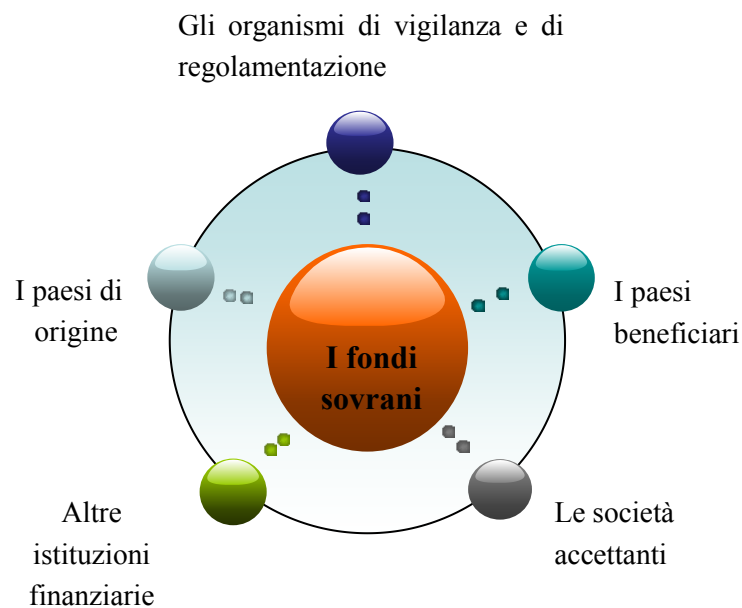 Gli organismi di vigilanza e di
regolamentazione
I paesi di
origine
I paesi
beneficiari
I fondi
sovrani
Altre
istituzioni
finanziarie
Le società
accettanti